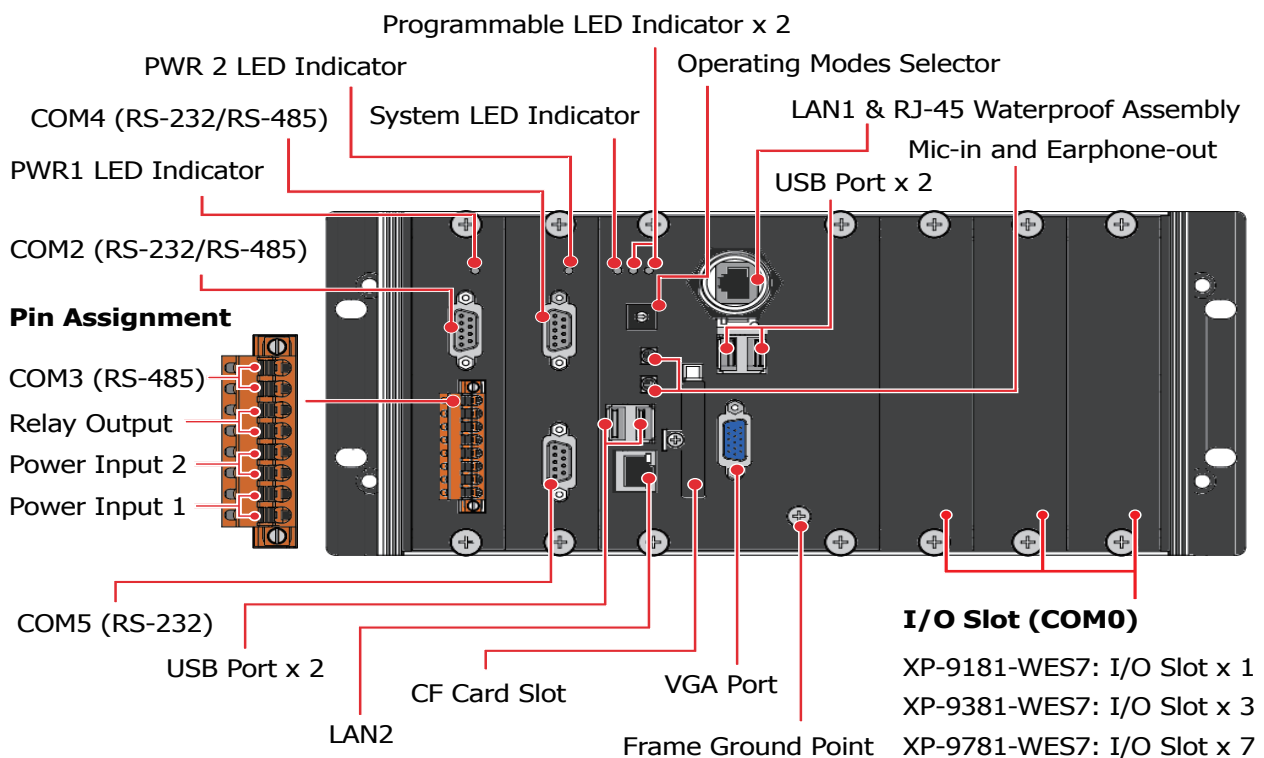 Programmable LED Indicator x 2
PWR 2 LED Indicator
Operating Modes Selector
COM4 (RS-232/RS-485)
System LED Indicator
LAN1 & RJ-45 Waterproof Assembly
Mic-in and Earphone-out
PWR1 LED Indicator
USB Port x 2
COM2 (RS-232/RS-485)
Pin Assignment
COM3 (RS-485)
Relay Output
Power Input 2
Power Input 1
COM5 (RS-232)
USB Port x 2
LAN2
CF Card Slot
VGA Port
Frame Ground Point
I/O Slot (COM0)
XP-9181-WES7: I/O Slot x 1
XP-9381-WES7: I/O Slot x 3
XP-9781-WES7: I/O Slot x 7